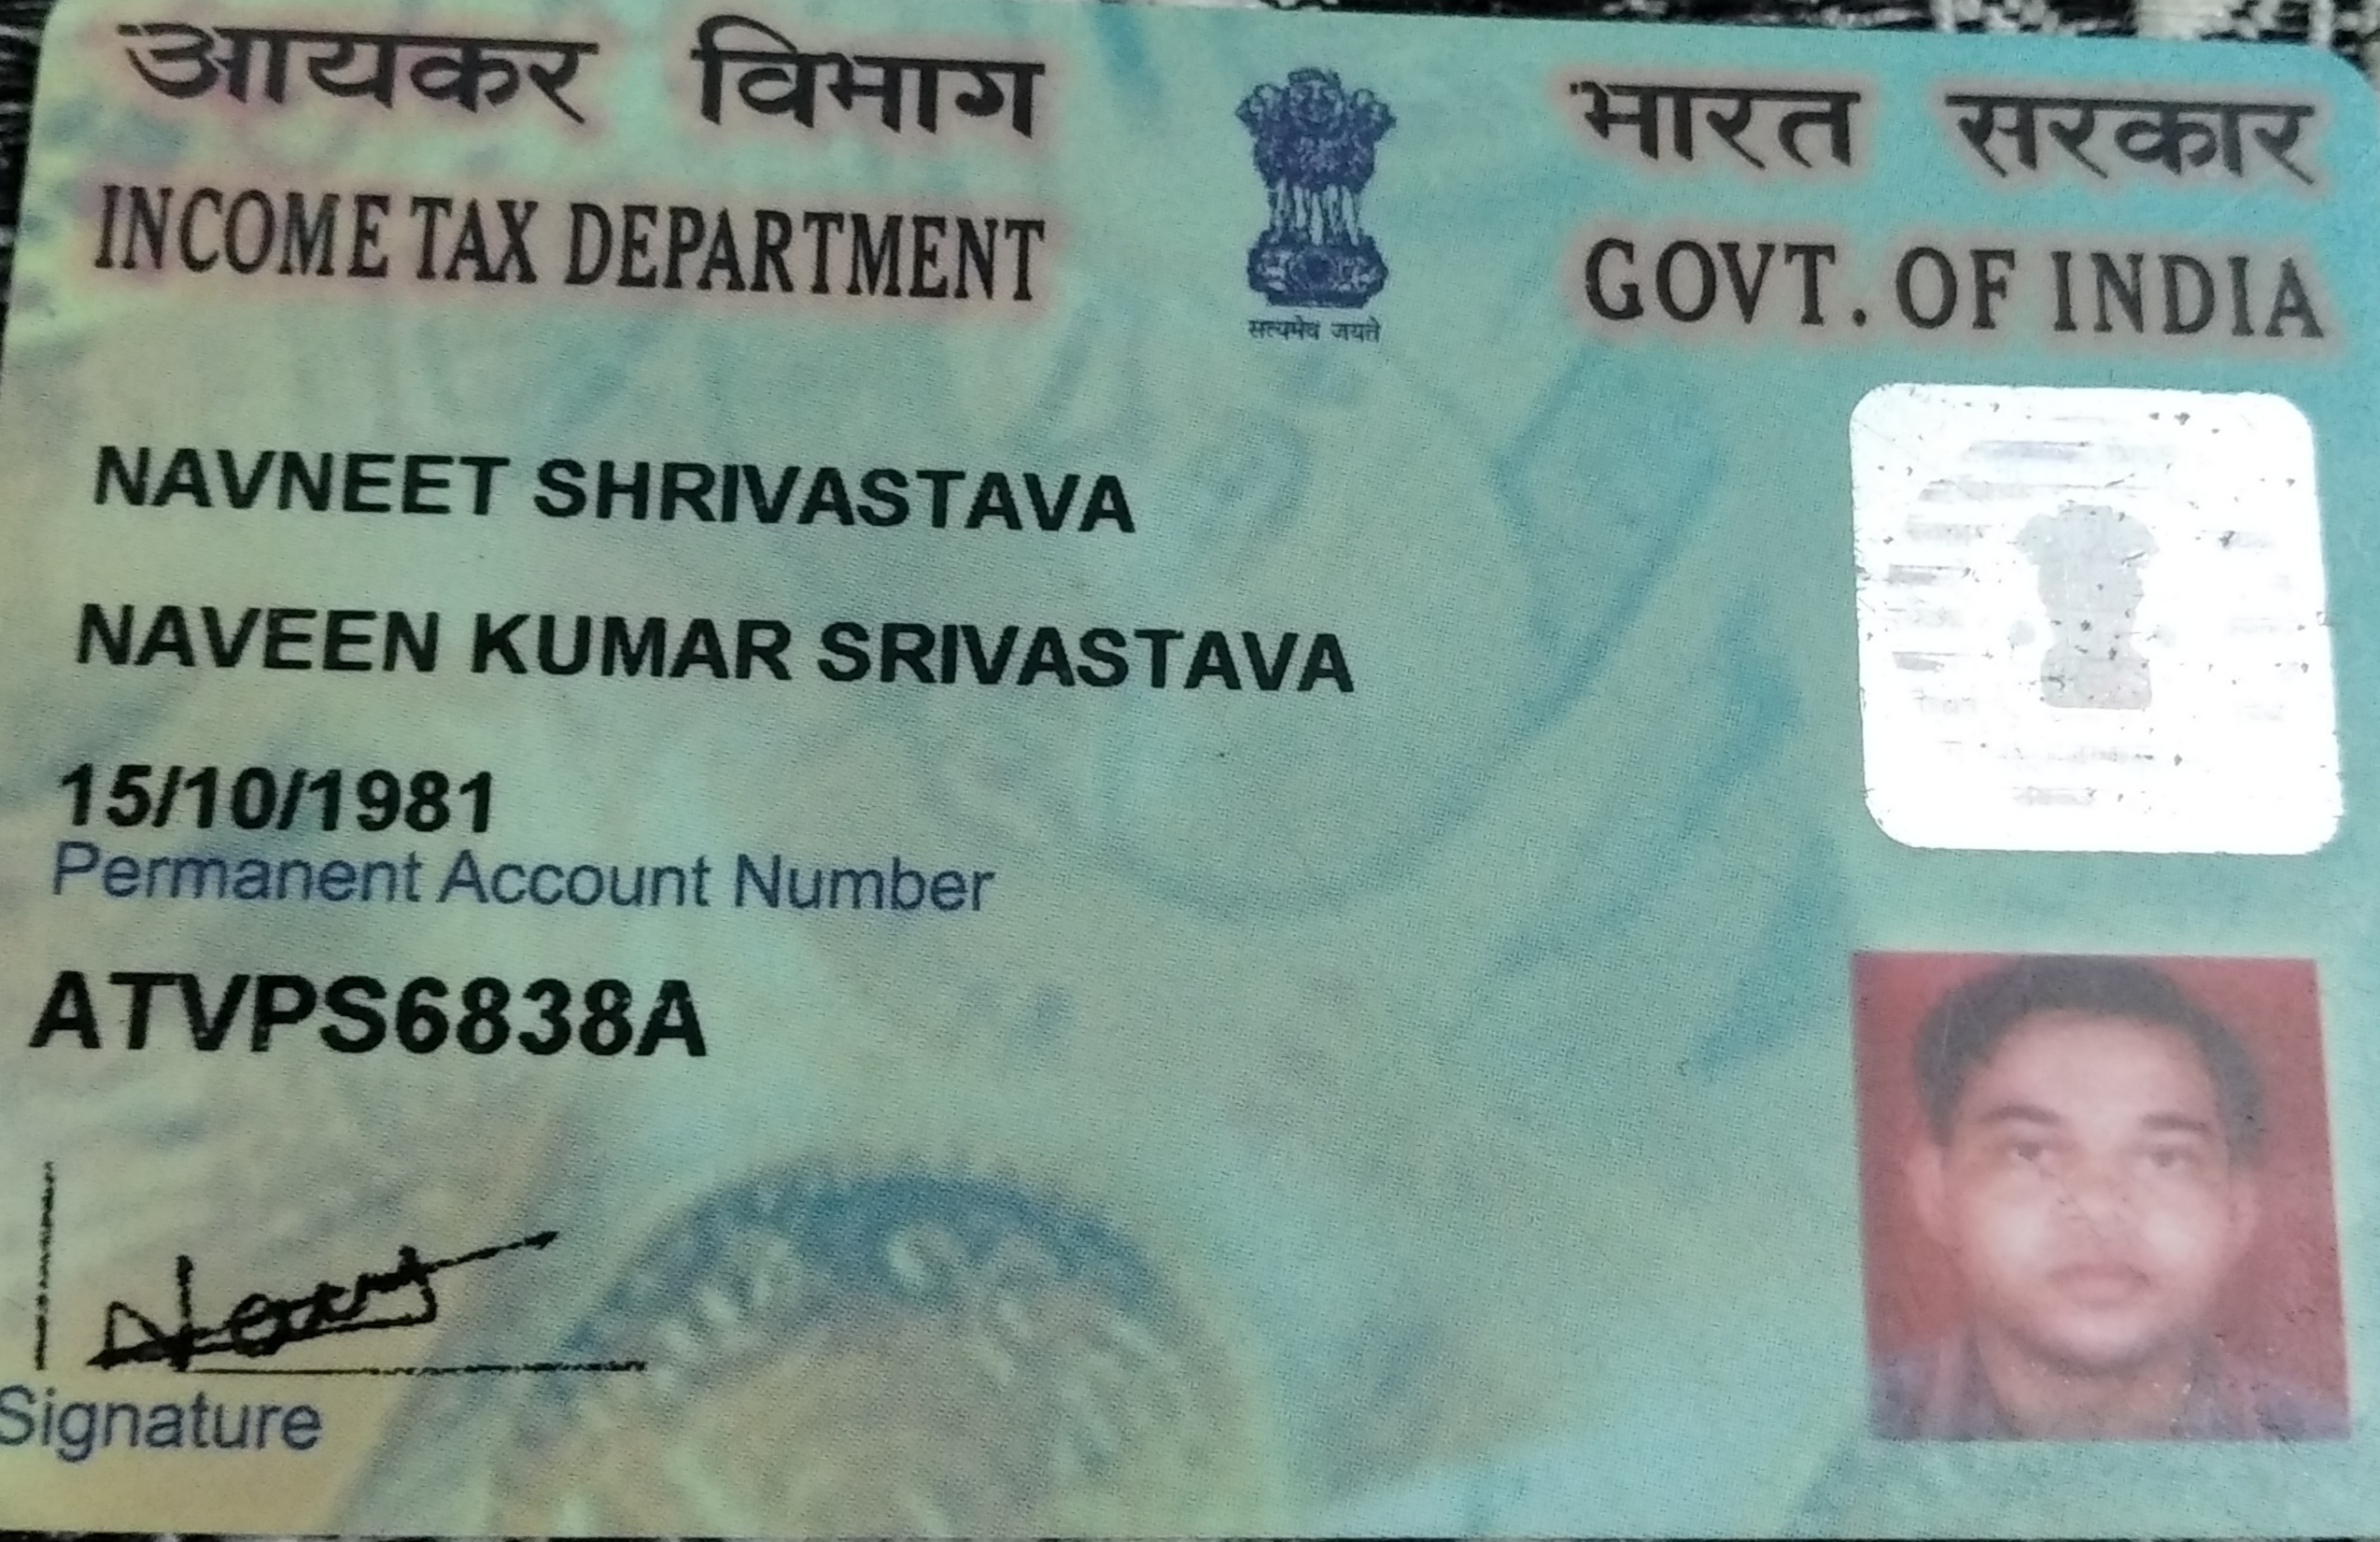 आयकर विभाग
INCOME TAX DEPARTMENT
सत्यमेव जयते
भारत सरकार
GOVT. OF INDIA
NAVNEET SHRIVASTAVA
NAVEEN KUMAR SRIVASTAVA
15/10/1981
Permanent Account Number
ATVPS6838A
Signature